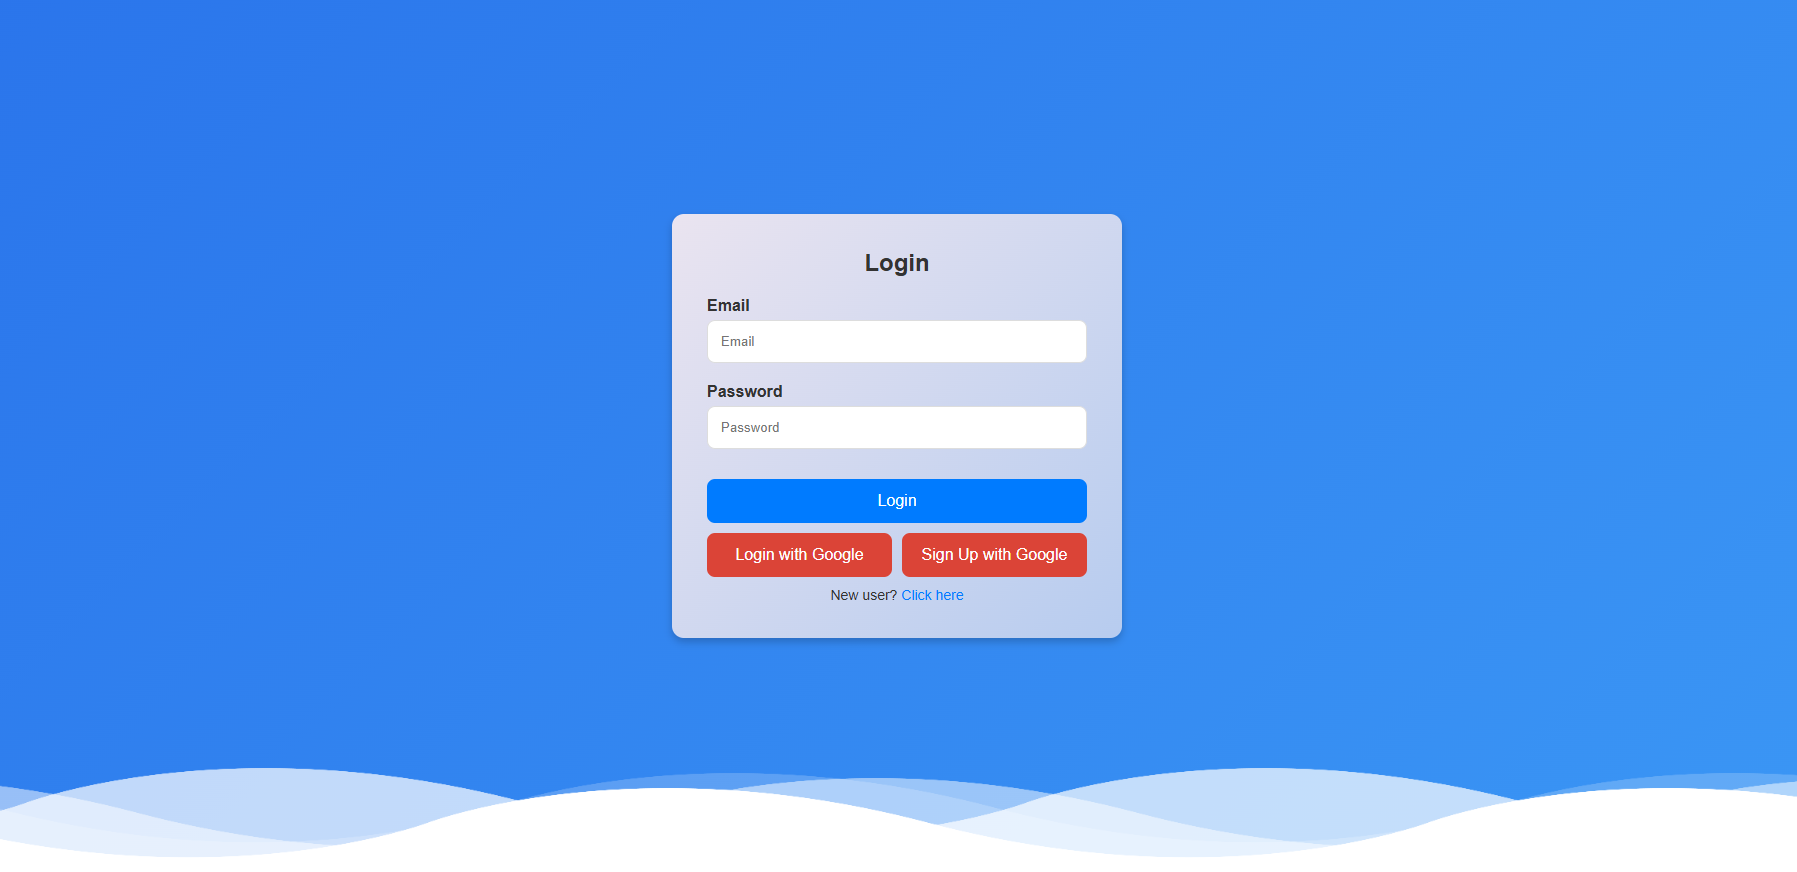 Login
Email
Email
Password
Password
Login
Login with Google
Sign Up with Google
New user? Click here